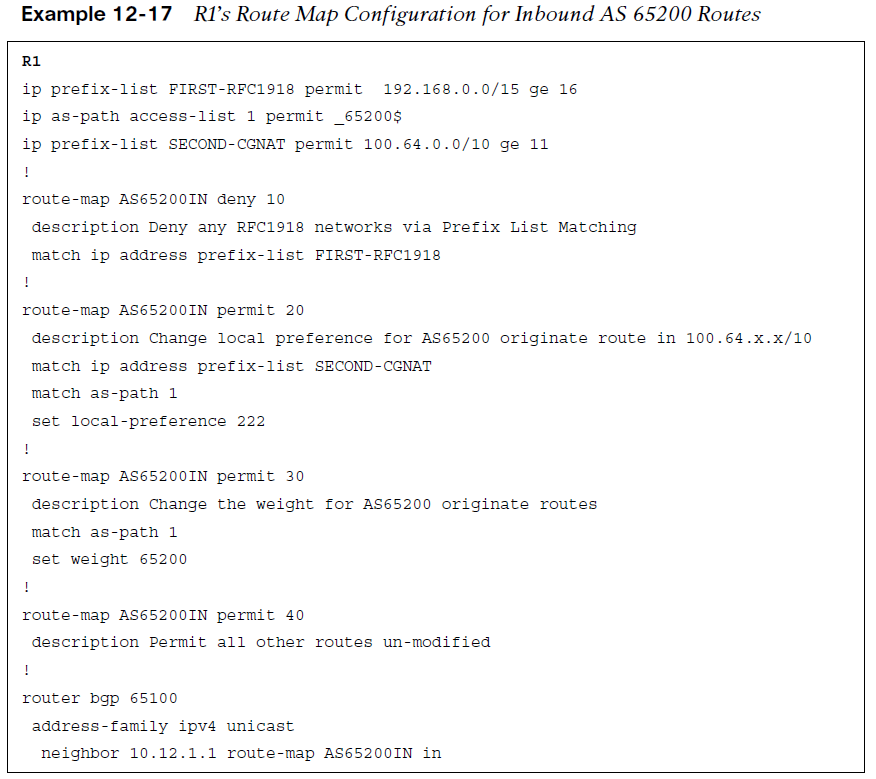 Example 12-17 R1's Route Map Configuration for Inbound AS 65200 Routes
R1
ip prefix-list FIRST-RFC1918 permit  192.168.0.0/15 ge 16
ip as-path access-list 1 permit _65200$
ip prefix-list SECOND-CGNAT permit 100.64.0.0/10 ge 11
!
route-map AS65200IN deny 10
 description Deny any RFC1918 networks via Prefix List Matching
 match ip address prefix-list FIRST-RFC1918
!
route-map AS65200IN permit 20
 description Change local preference for AS65200 originate route in 100.64.x.x/10
 match ip address prefix-list SECOND-CGNAT
 match as-path 1
 set local-preference 222
!
route-map AS65200IN permit 30
 description Change the weight for AS65200 originate routes
 match as-path 1
 set weight 65200
!
route-map AS65200IN permit 40
 description Permit all other routes un-modified
!
router bgp 65100
 address-family ipv4 unicast
  neighbor 10.12.1.1 route-map AS65200IN in